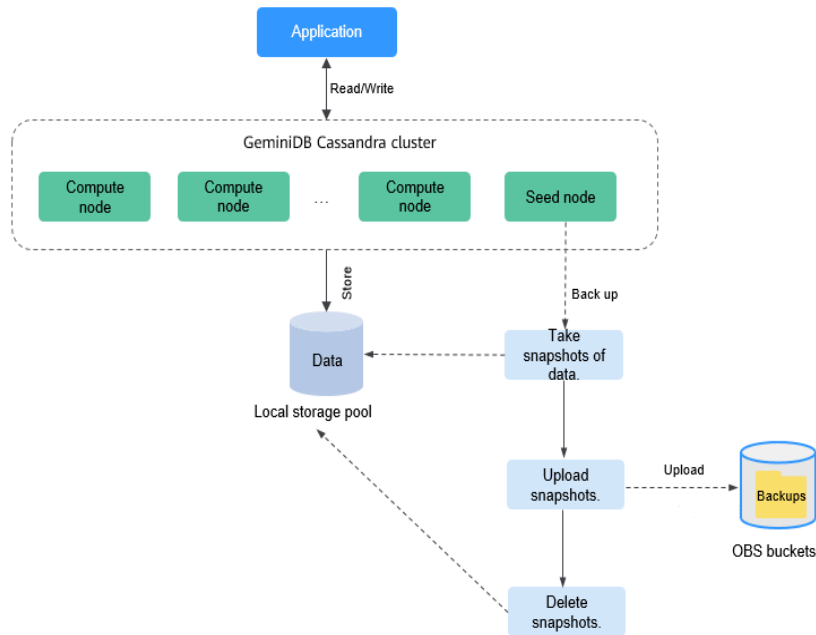 Application
Read/Write
GeminiDB Cassandra cluster
Compute
node
Compute
node
...
Compute
node
Seed node
Store
Back up
Data
Take
snapshots of
data.
Local storage pool
Upload
snapshots.
Upload
Backups
OBS buckets
Delete
snapshots.